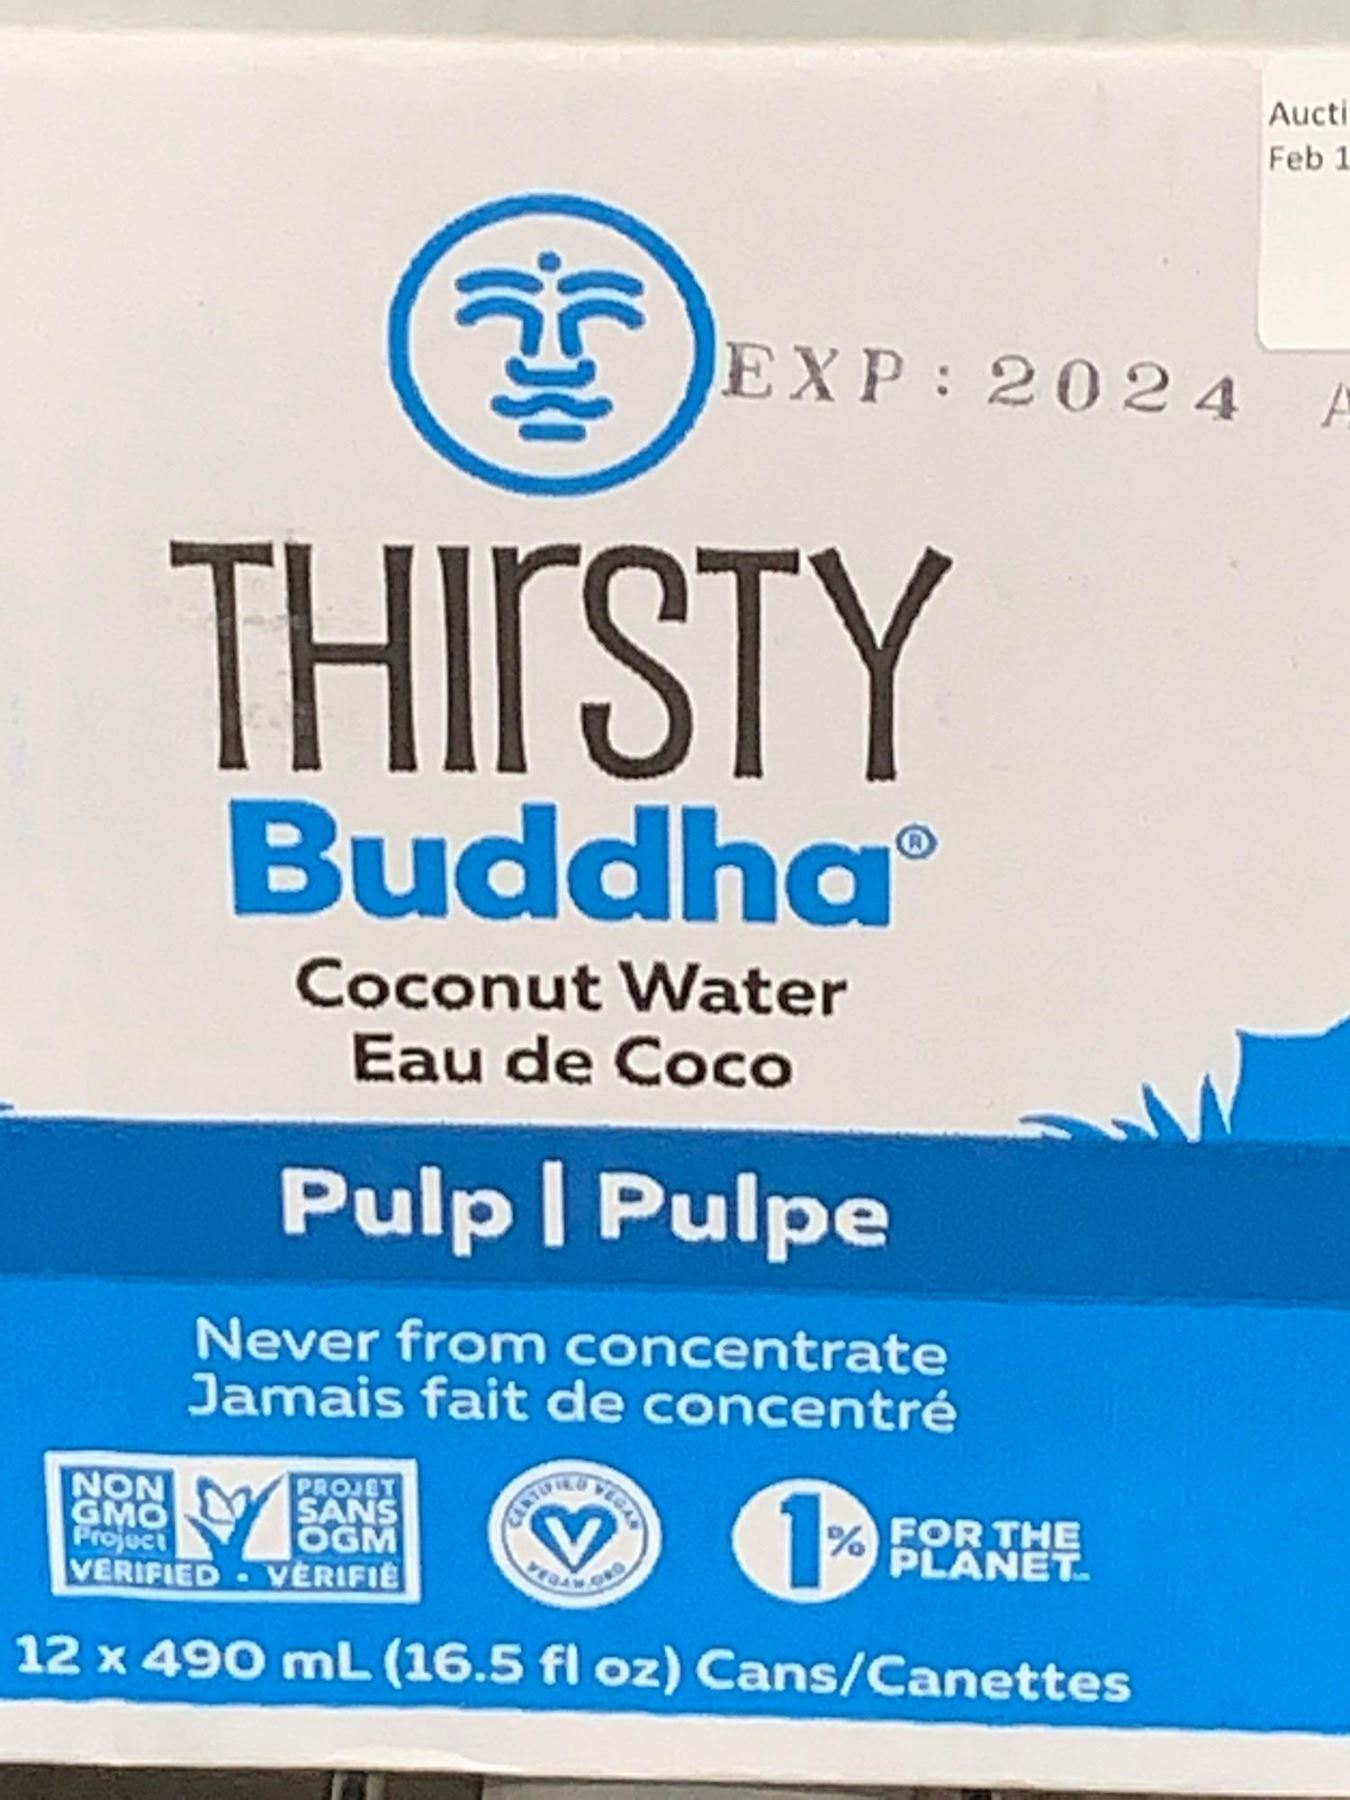 Aucti
Feb 1
EXP:2024 A
THIrSTY
Buddha®
Coconut Water
Eau de Coco
Pulp | Pulpe
Never from concentrate
Jamais fait de concentré
NON
GMO
Project
VERIFIED - VÉRIFIÉ
PROJET
SANS
OGM
CERTIFIED VEGAN
VEGAN.ORG
1% FOR THE
PLANET™
12 x 490 mL (16.5 fl oz) Cans/Canettes